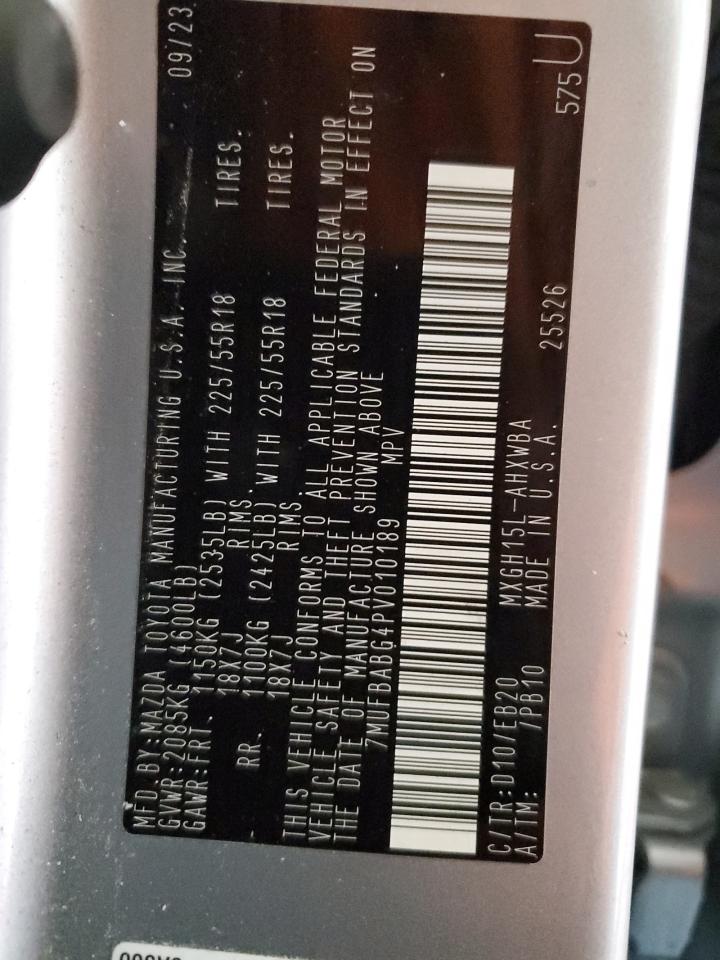 MFD BY:MAZDA TOYOTA MANUFACTURING U.S.A. INC. 09/23
GVWR:2085KG (4600LB)
GAWR:FRT. 1150KG (2535LB) WITH 225/55R18 TIRES.
18X7J RIMS.
RR. 1100KG (2425LB) WITH 225/55R18 TIRES.
18X7J RIMS.
THIS VEHICLE CONFORMS TO ALL APPLICABLE FEDERAL MOTOR
VEHICLE SAFETY AND THEFT PREVENTION STANDARDS IN EFFECT ON
THE DATE OF MANUFACTURE SHOWN ABOVE
7MUFBABG4PV010189 MPV
C/TR:D10/EB20 MXGH15L-AHXWBA
A/TM: /PB10 MADE IN U.S.A. 25526
575 U